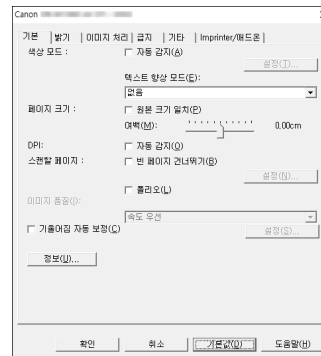 Canon
기본 밝기 이미지 처리 급지 기타 Imprinter/애드온
색상 모드 : 자동 감지(A)
설정(T)...
텍스트 향상 모드(E):
없음
페이지 크기 : 원본 크기 일치(P)
여백(M): 0.00cm
DPI: 자동 감지(O)
스캔할 페이지 : 빈 페이지 건너뛰기(B)
설정(N)...
폴리오(L)
이미지 품질(I):
속도 우선
기울어짐 자동 보정(C) 설정(S)...
정보(U)...
확인 취소 기본값(D) 도움말(H)